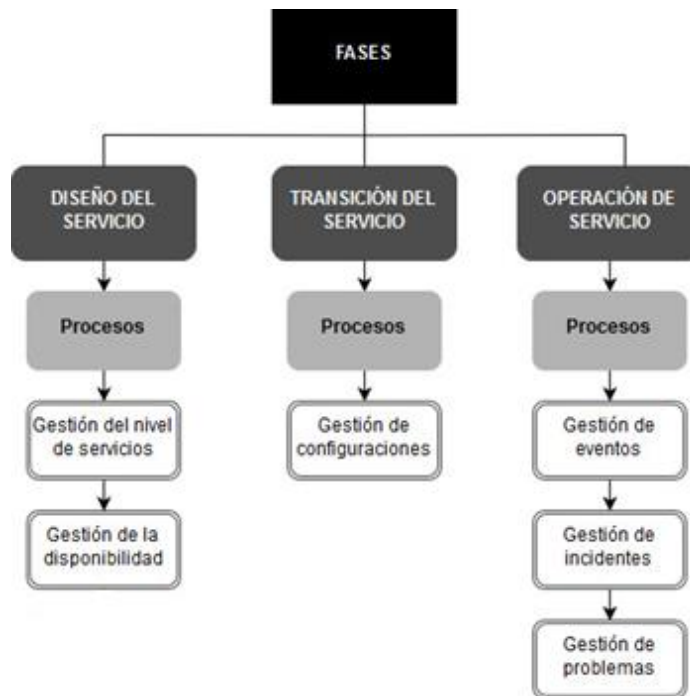 FASES
DISEÑO DEL
SERVICIO
TRANSICIÓN DEL
SERVICIO
OPERACIÓN DE
SERVICIO
Procesos
Procesos
Procesos
Gestión del nivel
de servicios
Gestión de
configuraciones
Gestión de
eventos
Gestión de la
disponibilidad
Gestión de
incidentes
Gestión de
problemas